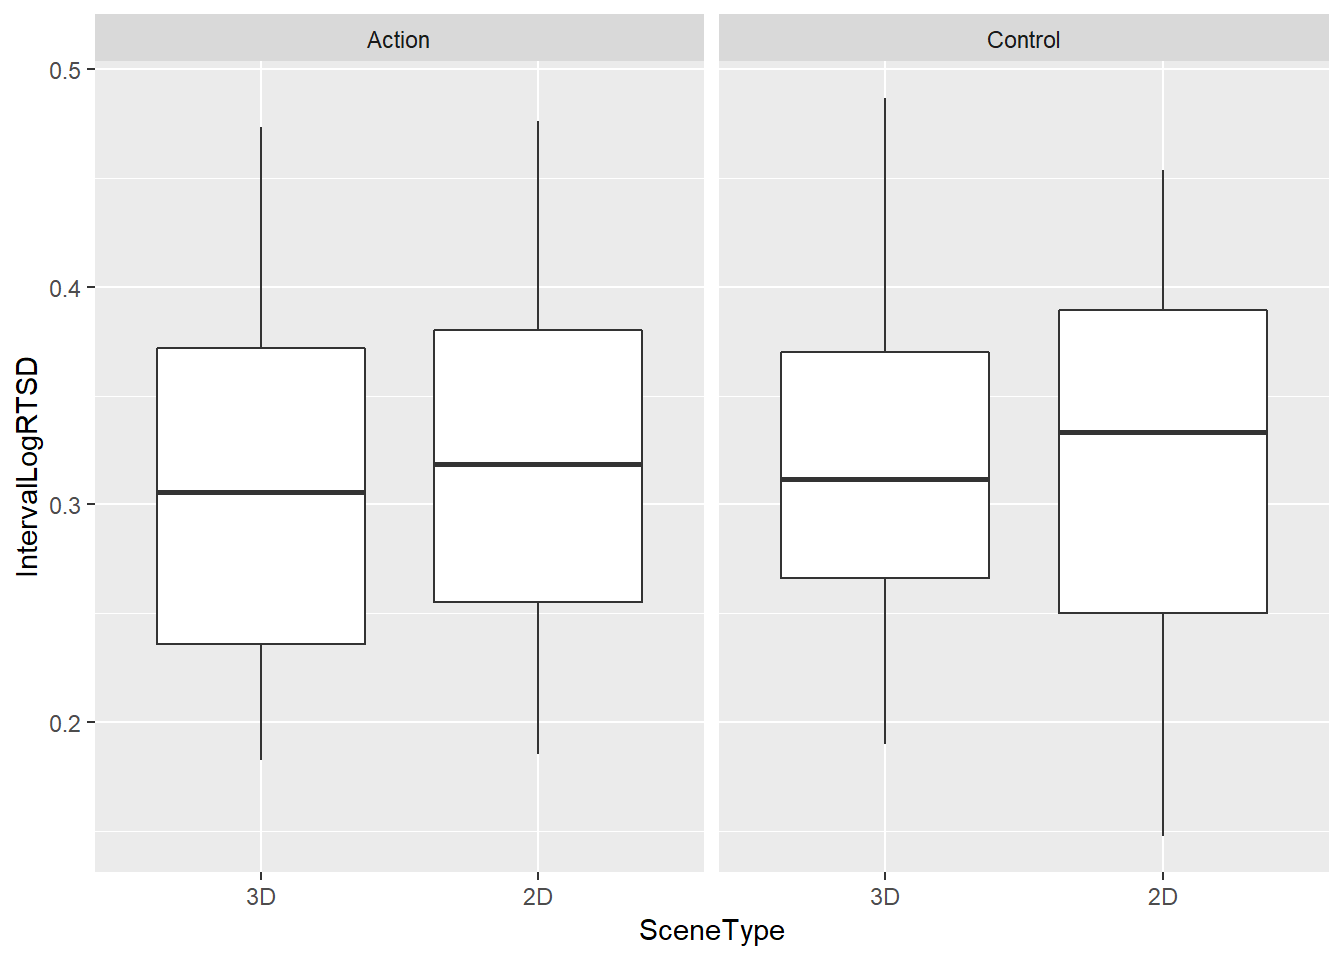 Action
Control
0.5
0.4
0.3
0.2
IntervalLogRTSD
3D
2D
3D
2D
SceneType